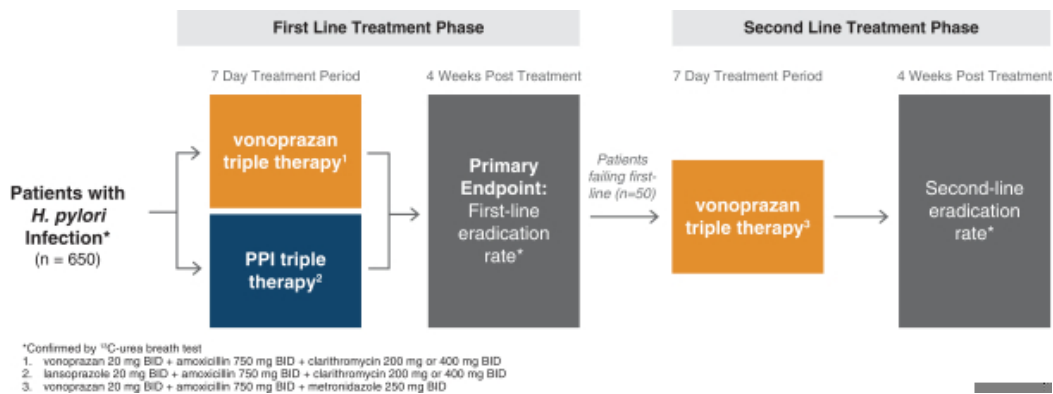 First Line Treatment Phase
Second Line Treatment Phase
7 Day Treatment Period
4 Weeks Post Treatment
7 Day Treatment Period
4 Weeks Post Treatment
Patients with
H. pylori
Infection*
(n = 650)
vonoprazan
triple therapy¹
PPI triple
therapy²
Primary
Endpoint:
First-line
eradication
rate*
Patients
failing first-
line (n=50)
vonoprazan
triple therapy³
Second-line
eradication
rate*
*Confirmed by ¹³C-urea breath test
1. vonoprazan 20 mg BID + amoxicillin 750 mg BID + clarithromycin 200 mg or 400 mg BID
2. lansoprazole 20 mg BID + amoxicillin 750 mg BID + clarithromycin 200 mg or 400 mg BID
3. vonoprazan 20 mg BID + amoxicillin 750 mg BID + metronidazole 250 mg BID